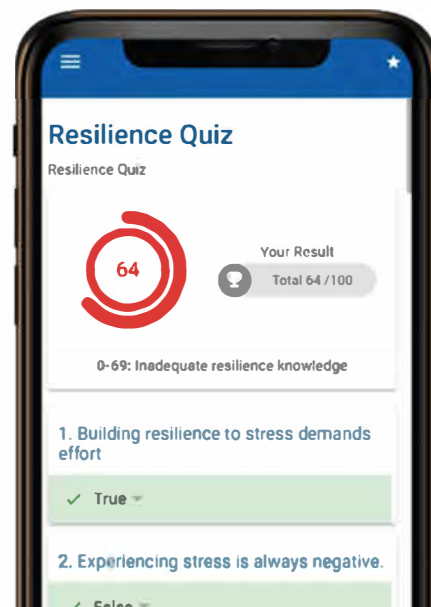 Resilience Quiz
Resilience Quiz
64
Your Result
Total 64 /100
0-69: Inadequate resilience knowledge
1. Building resilience to stress demands
effort
True
2. Experiencing stress is always negative.
False